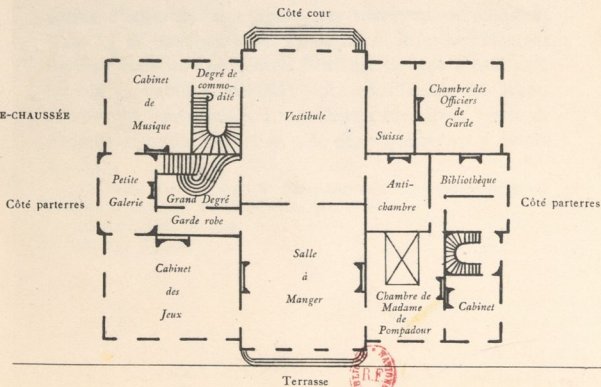 Côté cour
E-CHAUSSÉE
Cabinet
de
Musique
Degré de
commo-
dité
Vestibule
Suisse
Chambre des
Officiers
de
Garde
Côté parterres
Petite
Galerie
Grand Degré
Garde robe
Anti-
chambre
Bibliothèque
Côté parterres
Cabinet
des
Jeux
Salle
à
Manger
Chambre de
Madame
de
Pompadour
Cabinet
Terrasse
R.F.